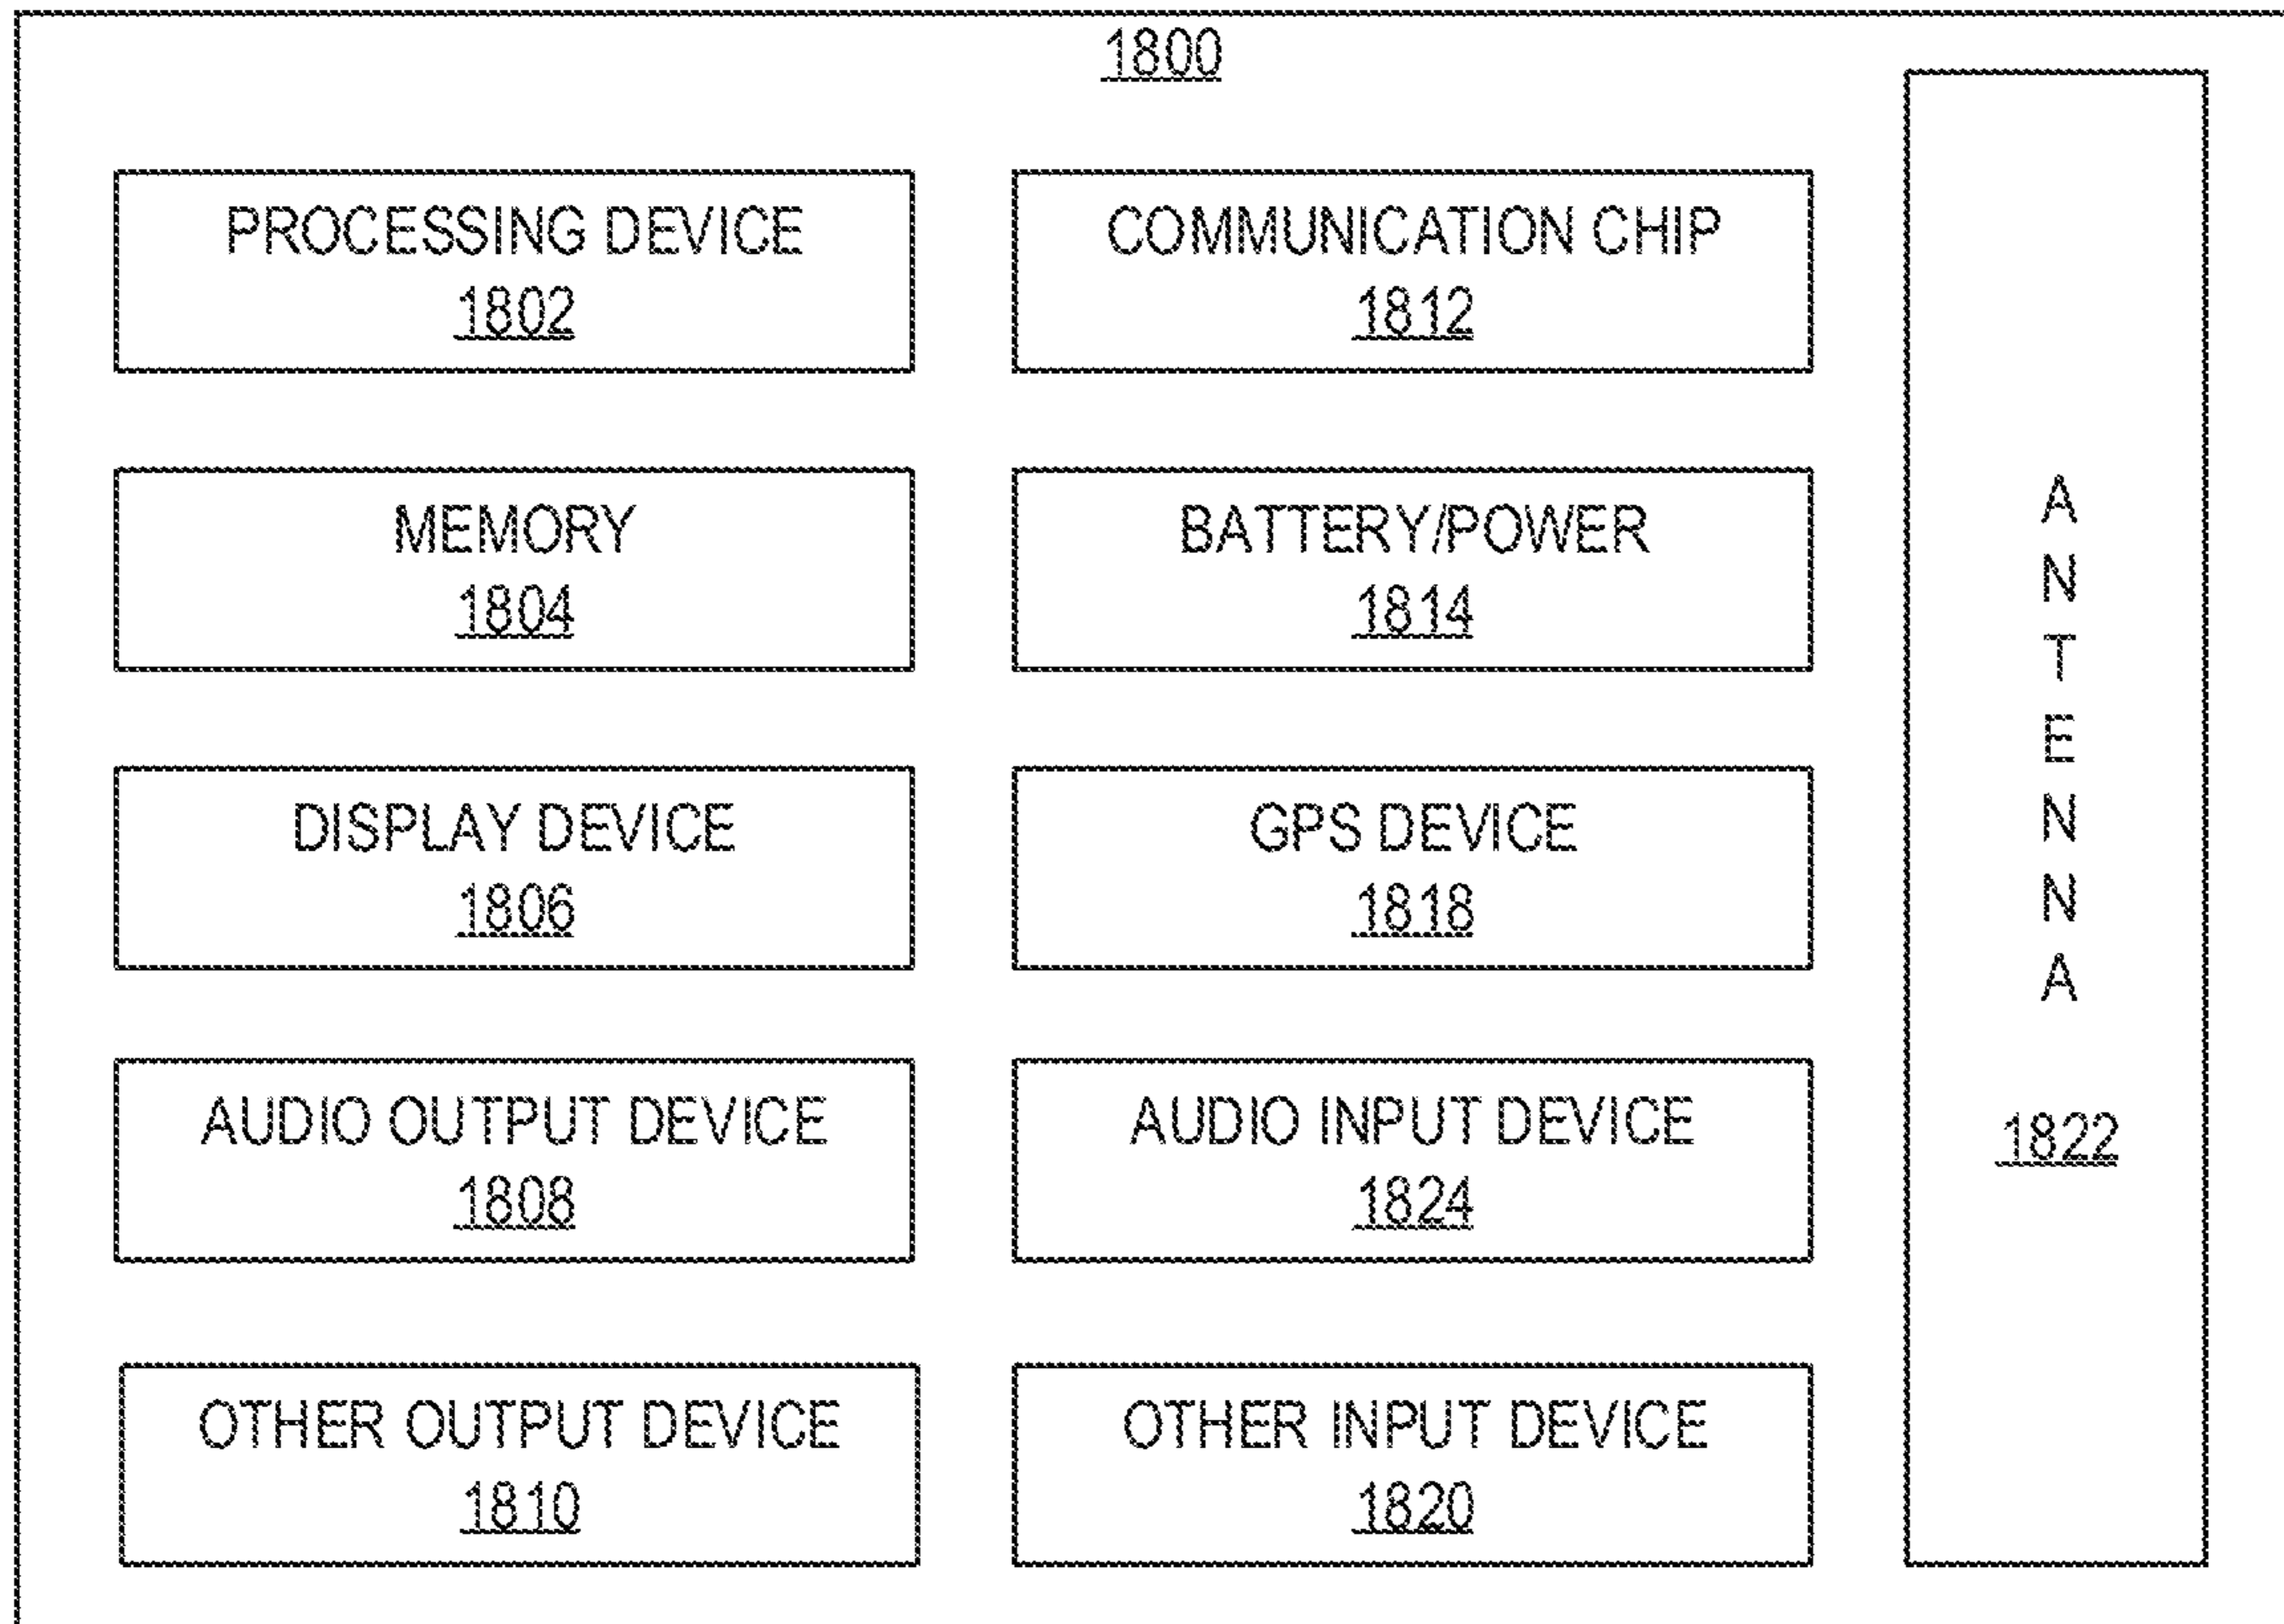 1800
PROCESSING DEVICE
1802
COMMUNICATION CHIP
1812
MEMORY
1804
BATTERY/POWER
1814
DISPLAY DEVICE
1806
GPS DEVICE
1818
AUDIO OUTPUT DEVICE
1808
AUDIO INPUT DEVICE
1824
OTHER OUTPUT DEVICE
1810
OTHER INPUT DEVICE
1820
ANTENNA
1822